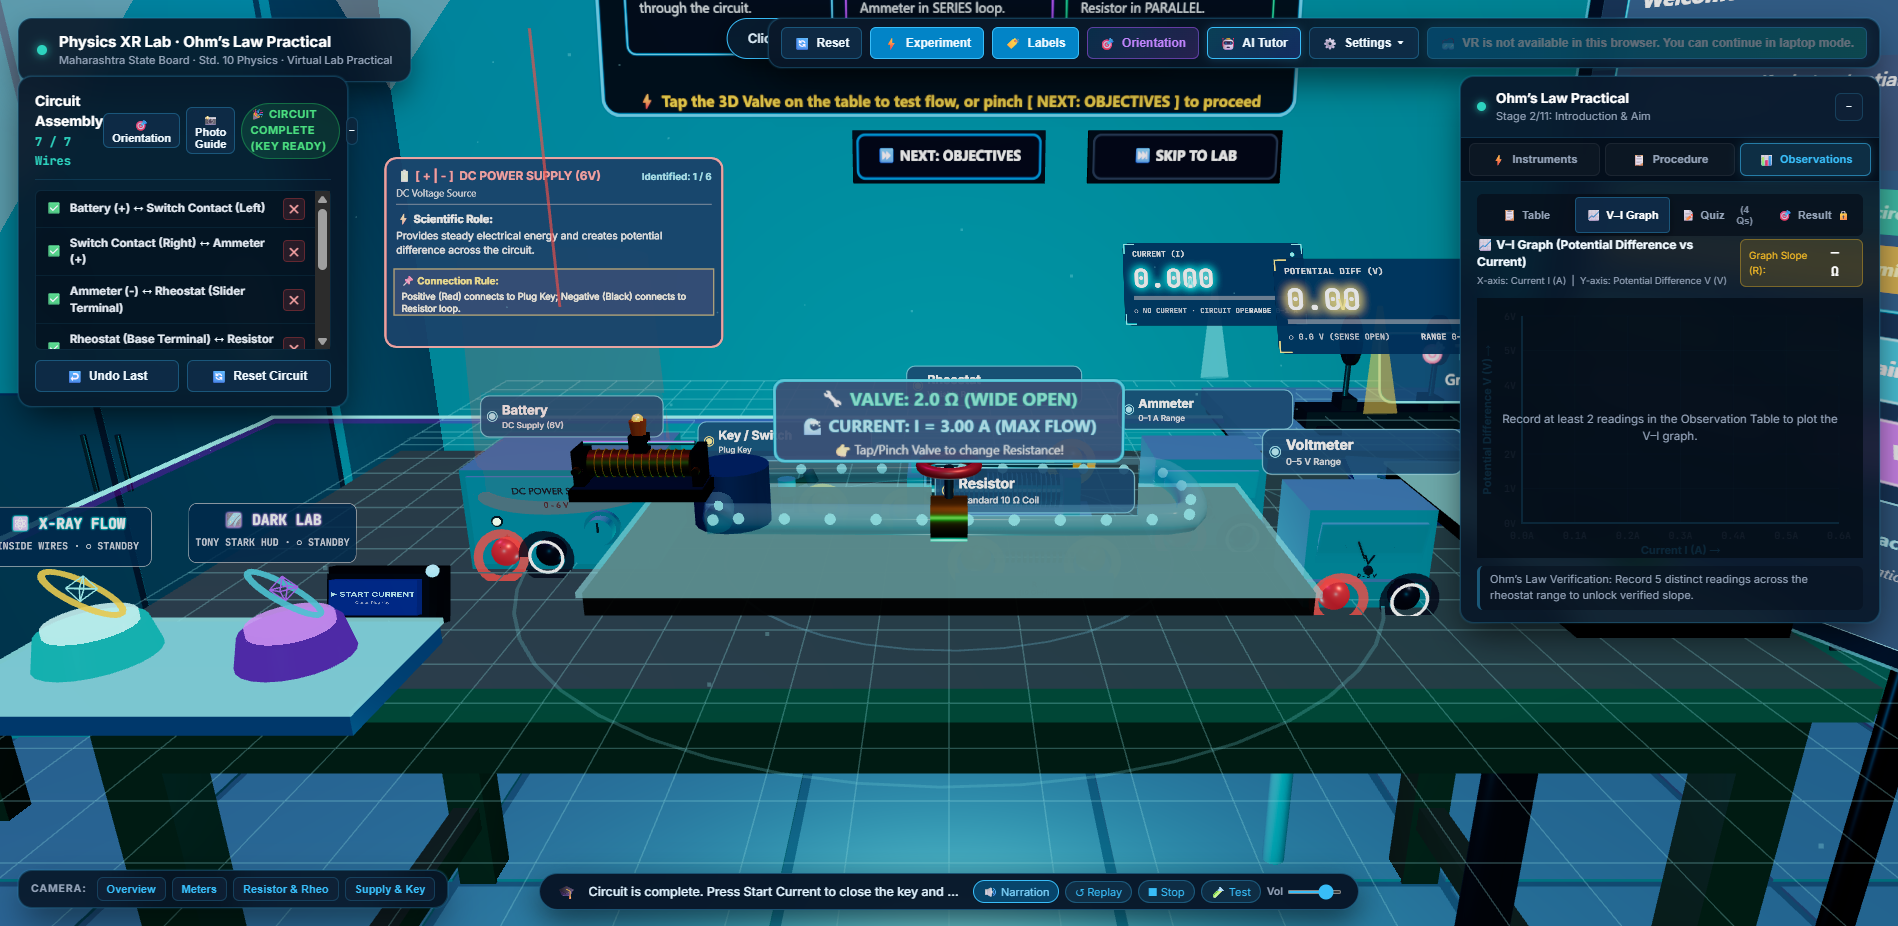 through the circuit.
Ammeter in SERIES loop.
Resistor in PARALLEL.
Physics XR Lab · Ohm's Law Practical
Maharashtra State Board · Std. 10 Physics · Virtual Lab Practical
Reset
Experiment
Labels
Orientation
AI Tutor
Settings
VR is not available in this browser. You can continue in laptop mode.
Tap the 3D Valve on the table to test flow, or pinch [ NEXT: OBJECTIVES ] to proceed
NEXT: OBJECTIVES
SKIP TO LAB
Circuit Assembly
7 / 7 Wires
Orientation
Photo Guide
CIRCUIT COMPLETE (KEY READY)
Battery (+) ↔ Switch Contact (Left)
Switch Contact (Right) ↔ Ammeter (+)
Ammeter (-) ↔ Rheostat (Slider Terminal)
Rheostat (Base Terminal) ↔ Resistor
Undo Last
Reset Circuit
[ + | - ] DC POWER SUPPLY (6V)
Identified: 1 / 6
DC Voltage Source
Scientific Role:
Provides steady electrical energy and creates potential
difference across the circuit.
Connection Rule:
Positive (Red) connects to Plug Key; Negative (Black) connects to
Resistor loop.
CURRENT (I)
0.000
○ NO CURRENT · CIRCUIT OPEN
RANGE
POTENTIAL DIFF (V)
0.00
○ 0.0 V (SENSE OPEN)
RANGE 0-
Ohm's Law Practical
Stage 2/11: Introduction & Aim
Instruments
Procedure
Observations
Table
V–I Graph
Quiz
(4 Qs)
Result
V–I Graph (Potential Difference vs Current)
X-axis: Current I (A) | Y-axis: Potential Difference V (V)
Graph Slope (R):
— Ω
Potential Difference V (V) →
Record at least 2 readings in the Observation Table to plot the
V–I graph.
Current I (A) →
Ohm's Law Verification: Record 5 distinct readings across the
rheostat range to unlock verified slope.
Battery
DC Supply (6V)
Key / Switch
Plug Key
Rheostat
VALVE: 2.0 Ω (WIDE OPEN)
CURRENT: I = 3.00 A (MAX FLOW)
Tap/Pinch Valve to change Resistance!
Ammeter
0–1 A Range
Voltmeter
0–5 V Range
Resistor
10 Ω Coil
DC POWER
0 - 6 V
X-RAY FLOW
INSIDE WIRES · ○ STANDBY
DARK LAB
TONY STARK HUD · ○ STANDBY
START CURRENT
CAMERA:
Overview
Meters
Resistor & Rheo
Supply & Key
Circuit is complete. Press Start Current to close the key and ...
Narration
Replay
Stop
Test
Vol